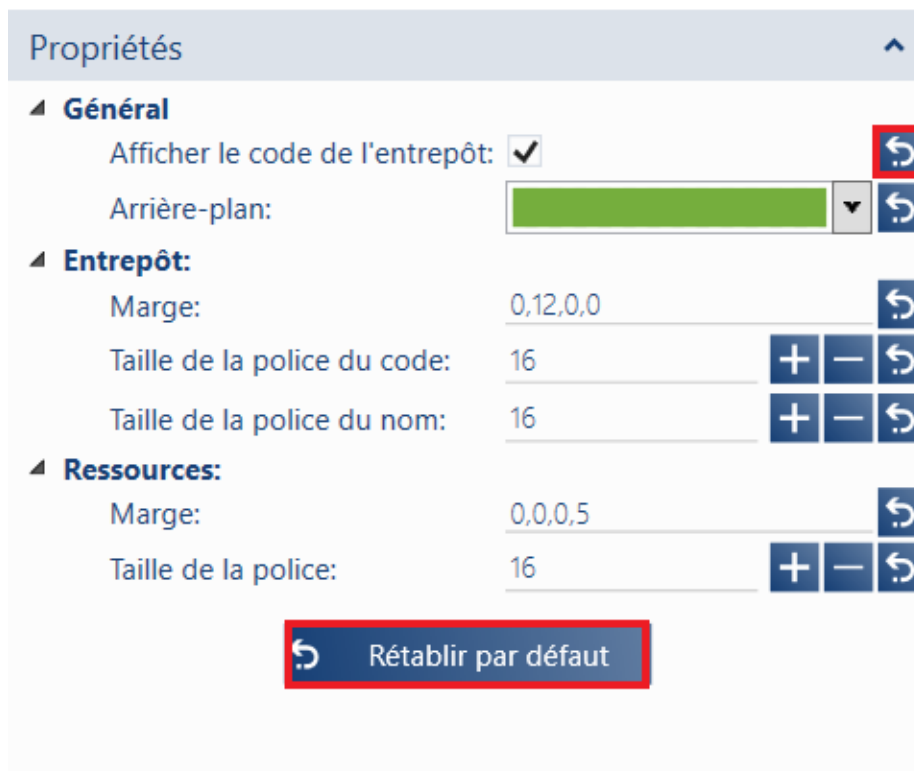 Propriétés
Général
Afficher le code de l'entrepôt:
Arrière-plan:
Entrepôt:
Marge: 0,12,0,0
Taille de la police du code: 16
Taille de la police du nom: 16
Ressources:
Marge: 0,0,0,5
Taille de la police: 16
Rétablir par défaut